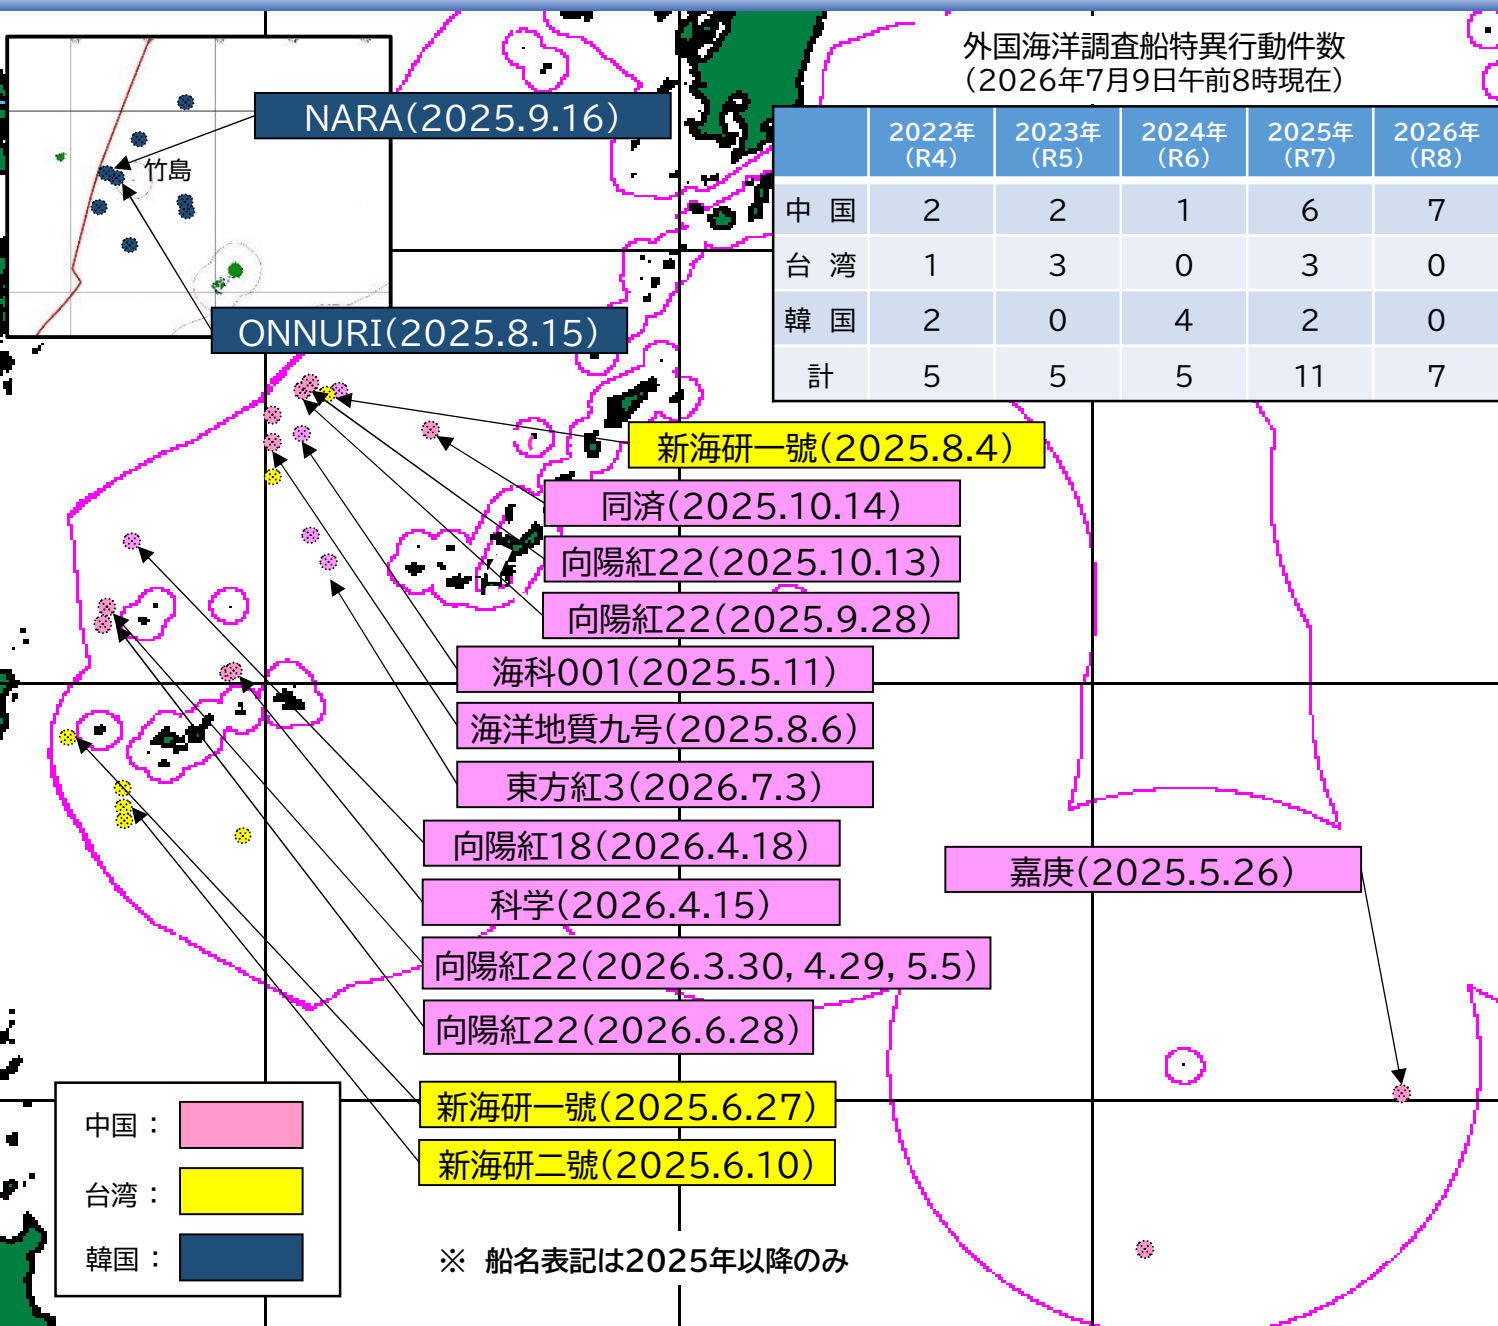 外国海洋調査船特異行動件数
（2026年7月9日午前8時現在）
2022年 2023年 2024年 2025年 2026年
（R4） （R5） （R6） （R7） （R8）
中 国 2 2 1 6 7
台 湾 1 3 0 3 0
韓 国 2 0 4 2 0
計 5 5 5 11 7
NARA(2025.9.16)
竹島
ONNURI(2025.8.15)
新海研一號(2025.8.4)
同済(2025.10.14)
向陽紅22(2025.10.13)
向陽紅22(2025.9.28)
海科001(2025.5.11)
海洋地質九号(2025.8.6)
東方紅3(2026.7.3)
向陽紅18(2026.4.18)
嘉庚(2025.5.26)
科学(2026.4.15)
向陽紅22(2026.3.30, 4.29, 5.5)
向陽紅22(2026.6.28)
新海研一號(2025.6.27)
新海研二號(2025.6.10)
中国：
台湾：
韓国：
※ 船名表記は2025年以降のみ